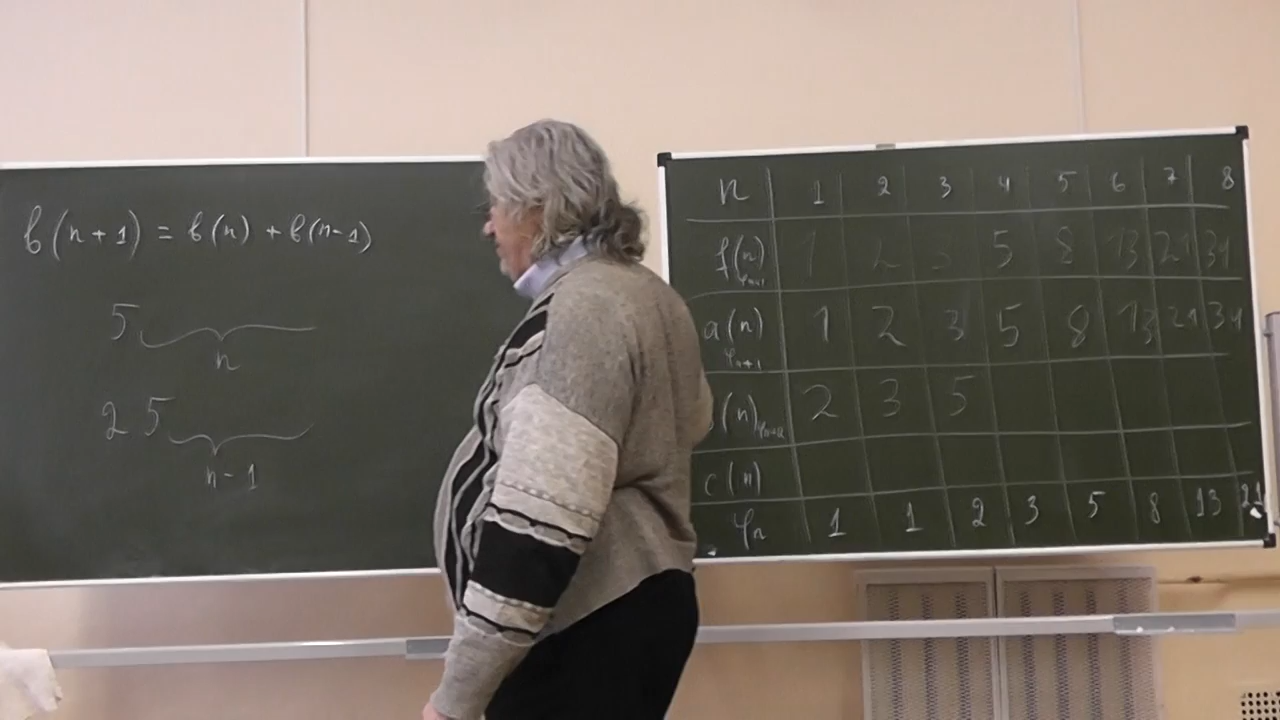 b(n+1) = b(n) + b(n-1)
5
n
2 5
n-1
n 1 2 3 4 5 6 7 8
f(n) φn+1 1 2 3 5 8 13 21 34
a(n) φn+1 1 2 3 5 8 13 21 34
(n) φn+2 2 3 5
c(n)
φn 1 1 2 3 5 8 13 21